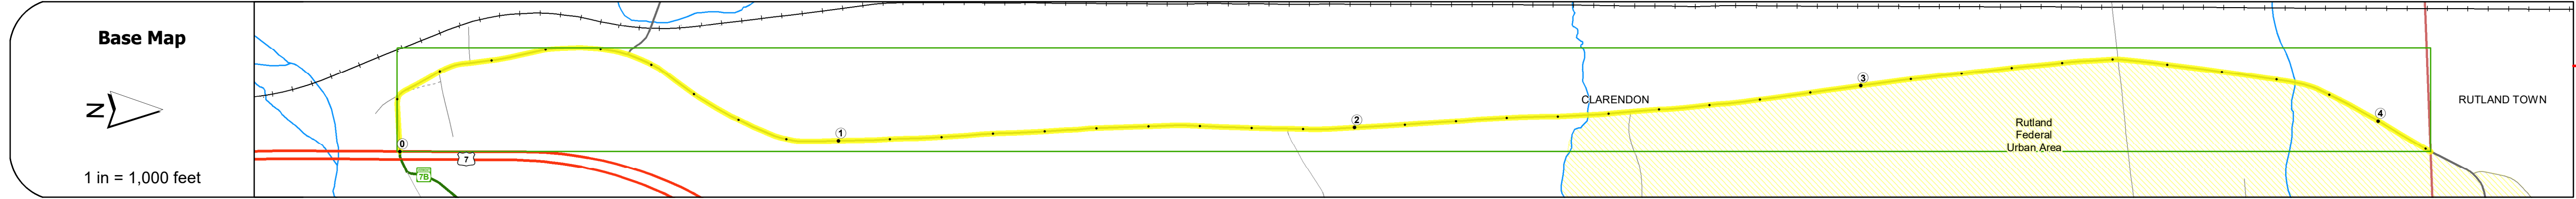 Base Map
N
1 in = 1,000 feet
0
7
7B
1
2
CLARENDON
3
Rutland
Federal
Urban Area
4
RUTLAND TOWN